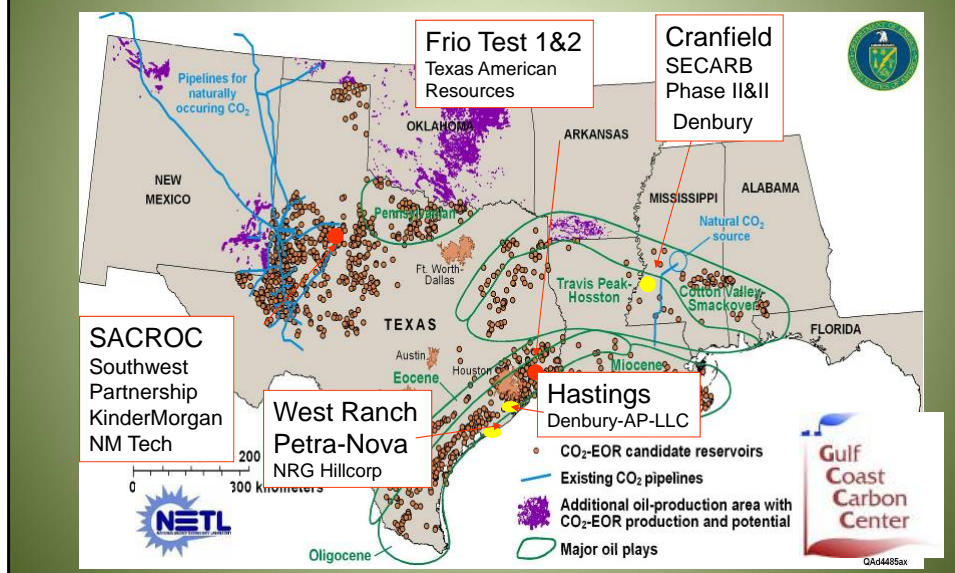 Frio Test 1&2
Texas American
Resources
Cranfield
SECARB
Phase II&II
Denbury
Pipelines for
naturally
occuring CO₂
OKLAHOMA
ARKANSAS
NEW
MEXICO
MISSISSIPPI
ALABAMA
Pennsylvanian
Natural CO₂
source
Ft. Worth-
Dallas
Travis Peak-
Hosston
Cotton Valley-
Smackover
TEXAS
FLORIDA
SACROC
Southwest
Partnership
KinderMorgan
NM Tech
Austin
Houston
Eocene
Miocene
West Ranch
Petra-Nova
NRG Hillcorp
Hastings
Denbury-AP-LLC
200
300 kilometers
CO₂-EOR candidate reservoirs
Existing CO₂ pipelines
Additional oil-production area with
CO₂-EOR production and potential
Major oil plays
Oligocene
NETL
Gulf
Coast
Carbon
Center
QAd4485ax